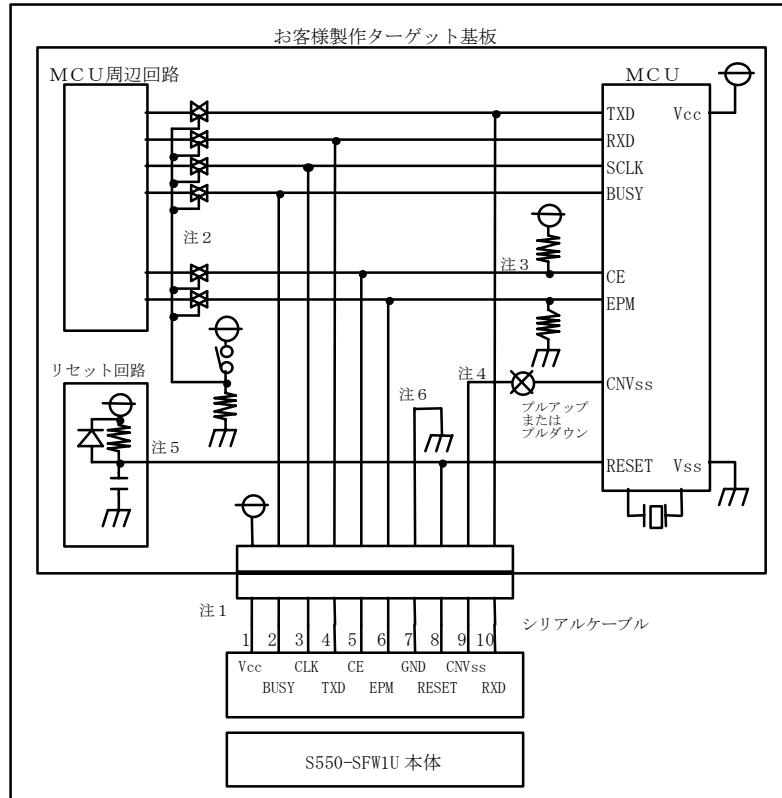 お客様製作ターゲット基板
MCU周辺回路
MCU
TXD
Vcc
RXD
SCLK
BUSY
注2
注3
CE
EPM
リセット回路
注4
CNVss
注6
プルアップ
または
プルダウン
注5
RESET
Vss
注1
シリアルケーブル
1 2 3 4 5 6 7 8 9 10
Vcc CLK CE GND CNVss
BUSY TXD EPM RESET RXD
S550-SFW1U 本体